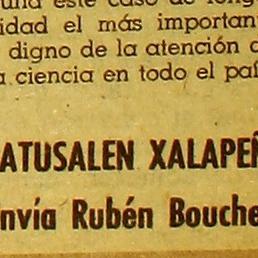 una este caso de long
idad el más important
digno de la atención d
a ciencia en todo el paí
ATUSALEN XALAPEÑ
nvía Rubén Bouche